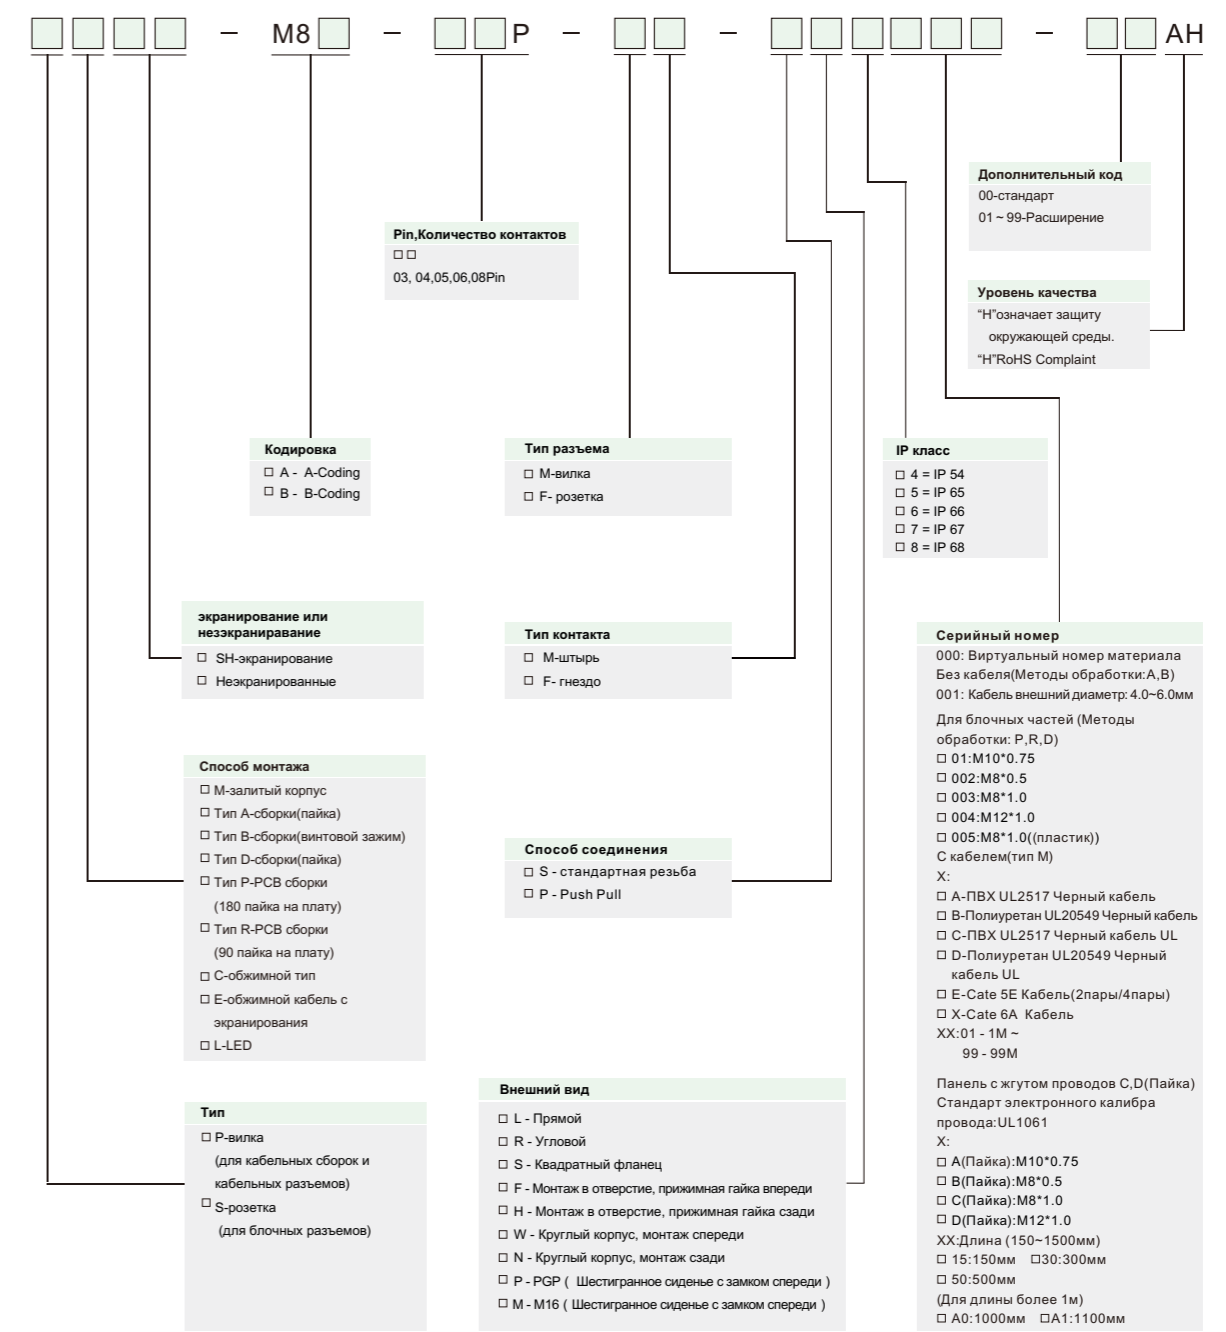 – M8 – P – – – AH
Дополнительный код
00-стандарт
01 ~ 99-Расширение
Pin,Количество контактов
□ □
03, 04,05,06,08Pin
Уровень качества
“H”означает защиту
окружающей среды.
“H”RoHS Complaint
Кодировка
□ A - A-Coding
□ B - B-Coding
Тип разъема
□ M-вилка
□ F- розетка
IP класс
□ 4 = IP 54
□ 5 = IP 65
□ 6 = IP 66
□ 7 = IP 67
□ 8 = IP 68
экранирование или
незэкраниравание
□ SH-экранирование
□ Неэкранированные
Тип контакта
□ M-штырь
□ F- гнездо
Способ монтажа
□ M-залитый корпус
□ Тип A-сборки(пайка)
□ Тип B-сборки(винтовой зажим)
□ Тип D-сборки(пайка)
□ Тип P-PCB сборки
(180 пайка на плату)
□ Тип R-PCB сборки
(90 пайка на плату)
□ C-обжимной тип
□ E-обжимной кабель с
экранирования
□ L-LED
Способ соединения
□ S - стандартная резьба
□ P - Push Pull
Тип
□ P-вилка
(для кабельных сборок и
кабельных разъемов)
□ S-розетка
(для блочных разъемов)
Внешний вид
□ L - Прямой
□ R - Угловой
□ S - Квадратный фланец
□ F - Монтаж в отверстие, прижимная гайка впереди
□ H - Монтаж в отверстие, прижимная гайка сзади
□ W - Круглый корпус, монтаж спереди
□ N - Круглый корпус, монтаж сзади
□ P - PGP ( Шестигранное сиденье с замком спереди )
□ M - M16 ( Шестигранное сиденье с замком спереди )
Серийный номер
000: Виртуальный номер материала
Без кабеля(Методы обработки:A,B)
001: Кабель внешний диаметр: 4.0~6.0мм
Для блочных частей (Методы
обработки: P,R,D)
□ 01:M10*0.75
□ 002:M8*0.5
□ 003:M8*1.0
□ 004:M12*1.0
□ 005:M8*1.0((пластик))
С кабелем(тип M)
X:
□ A-ПВХ UL2517 Черный кабель
□ B-Полиуретан UL20549 Черный кабель
□ C-ПВХ UL2517 Черный кабель UL
□ D-Полиуретан UL20549 Черный
кабель UL
□ E-Cate 5E Кабель(2пары/4пары)
□ X-Cate 6A Кабель
XX:01 - 1M ~
99 - 99M
Панель с жгутом проводов C,D(Пайка)
Стандарт электронного калибра
провода:UL1061
X:
□ A(Пайка):M10*0.75
□ B(Пайка):M8*0.5
□ C(Пайка):M8*1.0
□ D(Пайка):M12*1.0
XX:Длина (150~1500мм)
□ 15:150мм □30:300мм
□ 50:500мм
(Для длины более 1м)
□ A0:1000мм □A1:1100мм